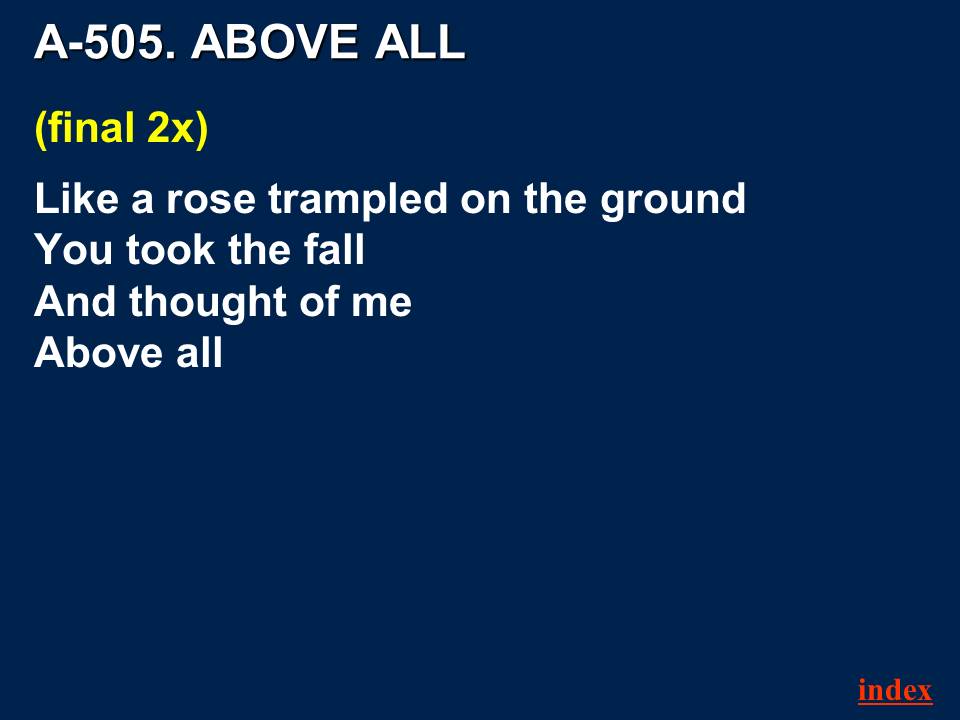 A-505. ABOVE ALL
(final 2x)
Like a rose trampled on the ground
You took the fall
And thought of me
Above all
index